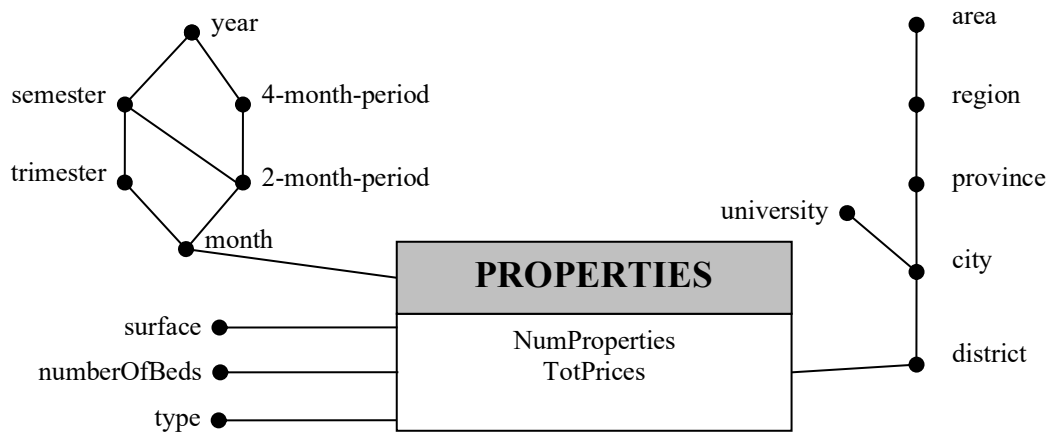 year
area
semester
4-month-period
region
trimester
2-month-period
province
university
month
city
PROPERTIES
surface
NumProperties
district
numberOfBeds
TotPrices
type